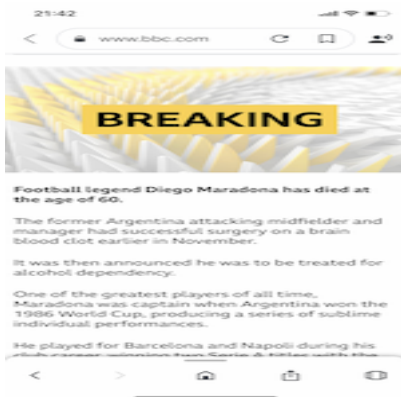 21:42
www.bbc.com
BREAKING
Football legend Diego Maradona has died at
the age of 60.
The former Argentina attacking midfielder and
manager had successful surgery on a brain
blood clot earlier in November.
It was then announced he was to be treated for
alcohol dependency.
One of the greatest players of all time,
Maradona was captain when Argentina won the
1986 World Cup, producing a series of sublime
individual performances.
He played for Barcelona and Napoli during his
club career, winning two Serie A titles with the